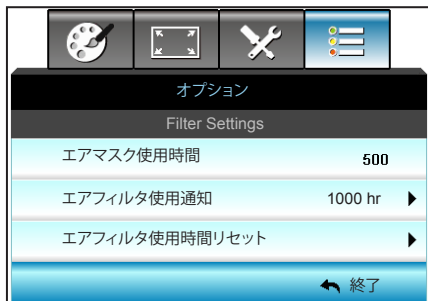 オプション
Filter Settings
エアマスク使用時間 500
エアフィルタ使用通知 1000 hr
エアフィルタ使用時間リセット
終了